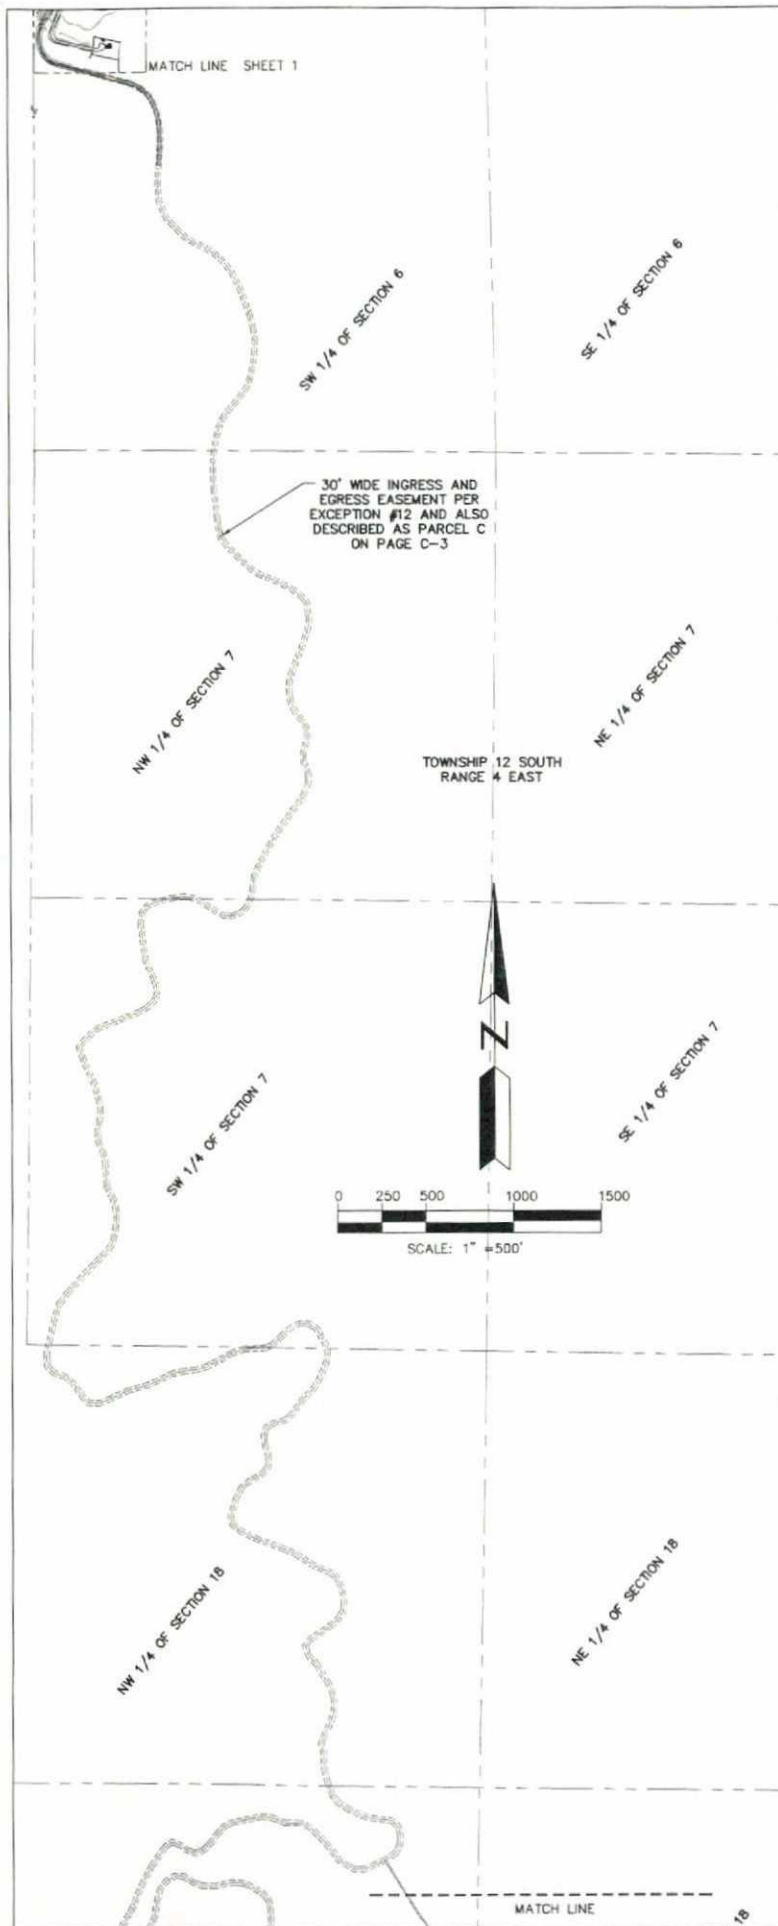 MATCH LINE SHEET 1
SW 1/4 OF SECTION 6
SE 1/4 OF SECTION 6
30' WIDE INGRESS AND
EGRESS EASEMENT PER
EXCEPTION #12 AND ALSO
DESCRIBED AS PARCEL C
ON PAGE C-3
NW 1/4 OF SECTION 7
NE 1/4 OF SECTION 7
TOWNSHIP 12 SOUTH
RANGE 4 EAST
N
SW 1/4 OF SECTION 7
SE 1/4 OF SECTION 7
0 250 500 1000 1500
SCALE: 1" =500'
NW 1/4 OF SECTION 18
NE 1/4 OF SECTION 18
MATCH LINE
18